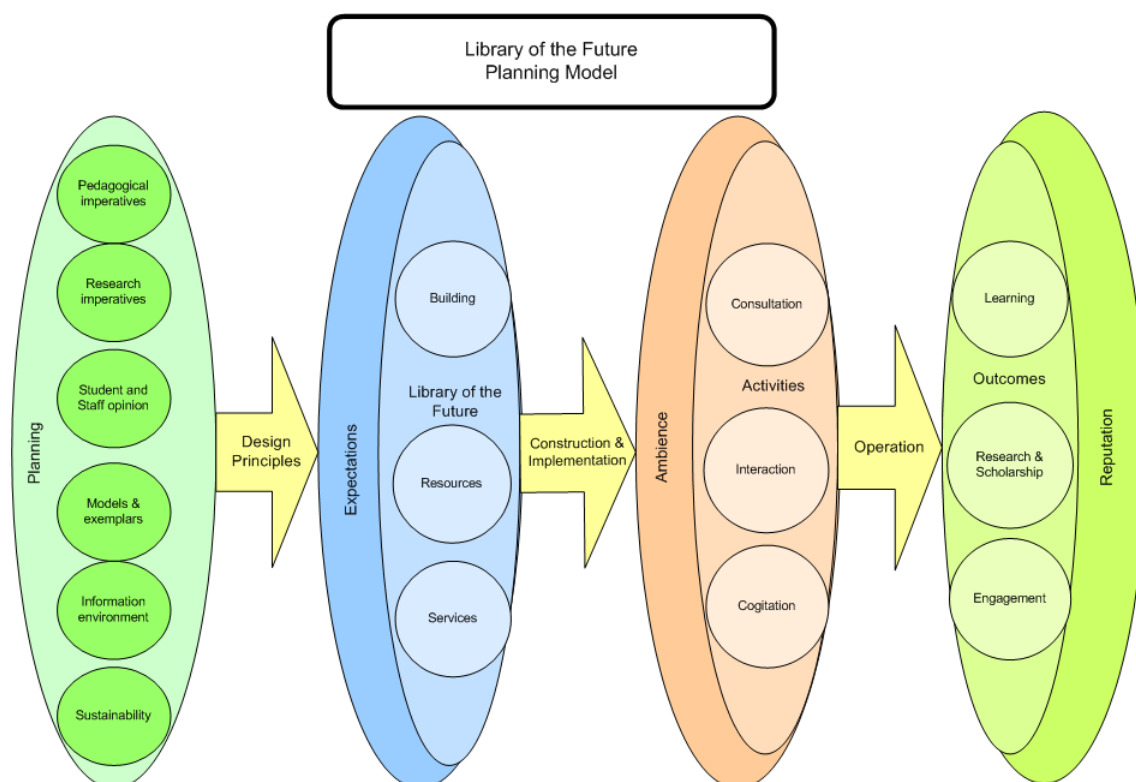 Library of the Future
Planning Model
Planning
Pedagogical
imperatives
Research
imperatives
Student and
Staff opinion
Models &
exemplars
Information
environment
Sustainability
Design
Principles
Expectations
Building
Library of the
Future
Resources
Services
Construction &
Implementation
Ambience
Consultation
Activities
Interaction
Cogitation
Operation
Learning
Outcomes
Research &
Scholarship
Engagement
Reputation